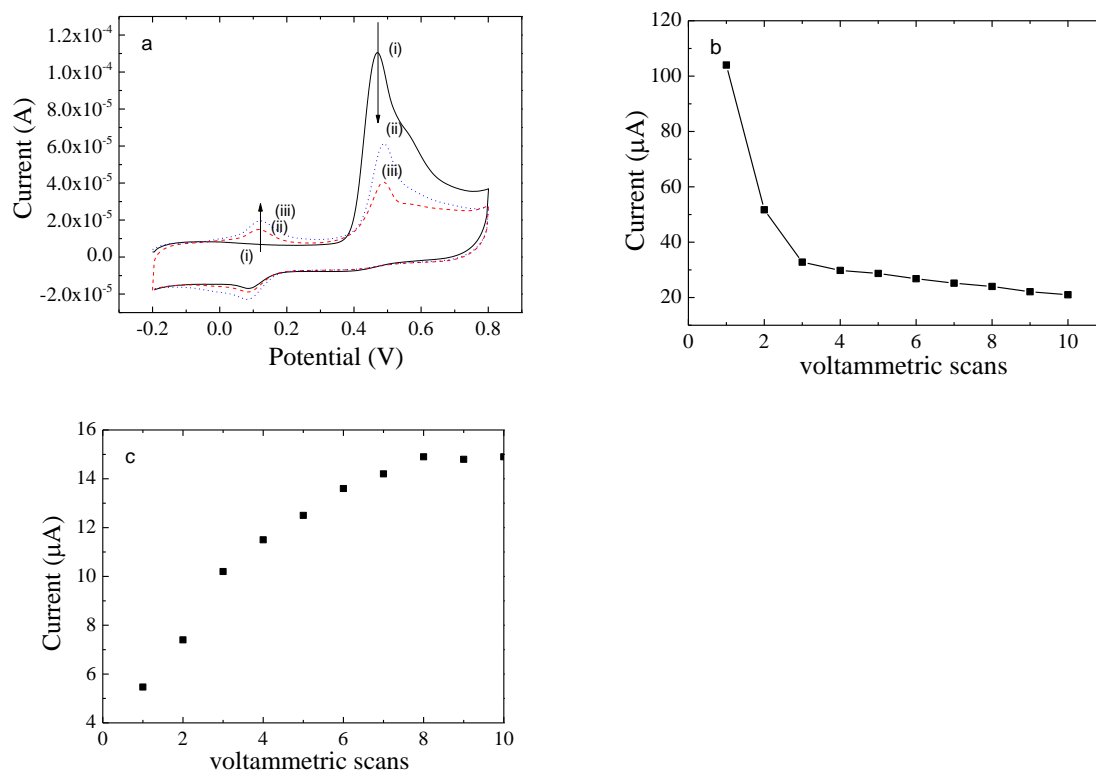 a
(i)
(ii)
(iii)
(iii)
(ii)
(i)
1.2x10⁻⁴
1.0x10⁻⁴
8.0x10⁻⁵
6.0x10⁻⁵
4.0x10⁻⁵
2.0x10⁻⁵
0.0
-2.0x10⁻⁵
Current (A)
-0.2 0.0 0.2 0.4 0.6 0.8
Potential (V)
b
120
100
80
60
40
20
Current (μA)
0 2 4 6 8 10
voltammetric scans
c
16
14
12
10
8
6
4
Current (μA)
0 2 4 6 8 10
voltammetric scans